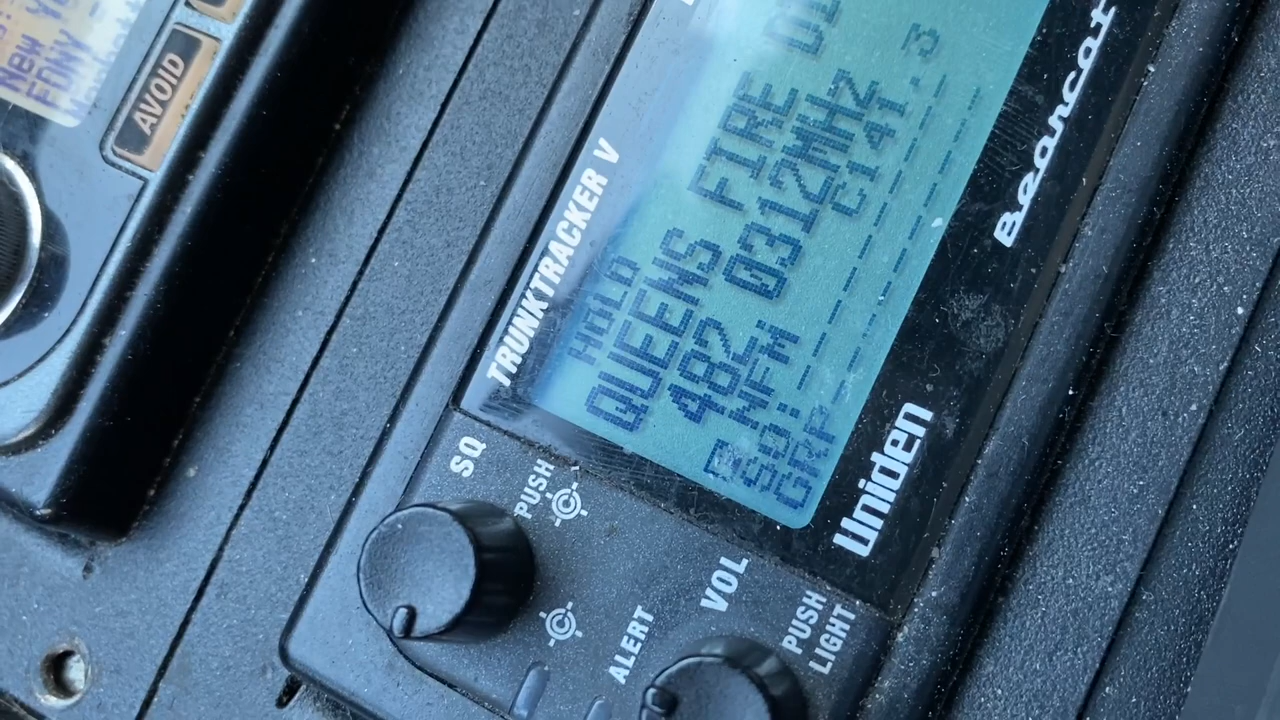 New
FDNY
AVOID
TRUNKTRACKER V
HOLD
QUEENS FIRE
482 0312MHz
NFM C141.3
S0:
GRP
Bearcat
Uniden
SQ
PUSH
VOL
ALERT
PUSH
LIGHT